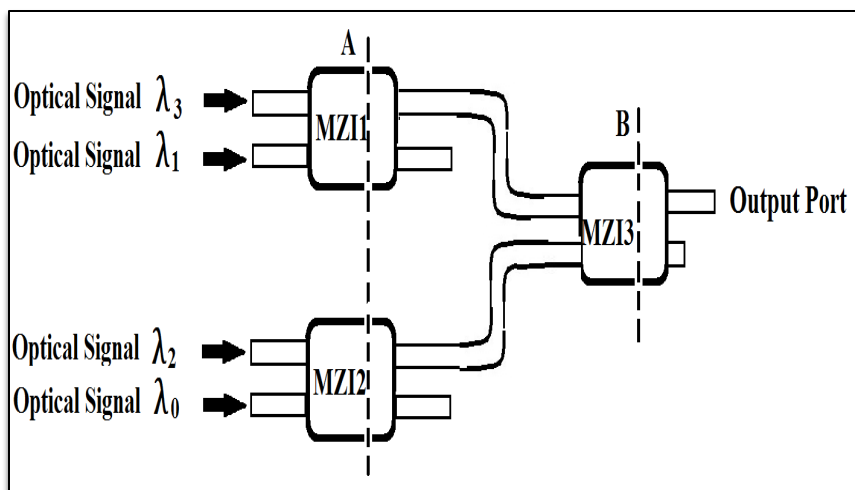 A
Optical Signal λ3
MZI1
Optical Signal λ1
B
MZI3
Output Port
Optical Signal λ2
MZI2
Optical Signal λ0